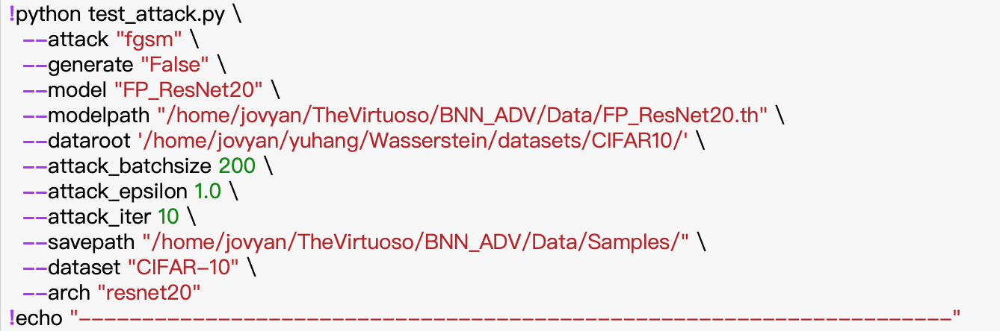 !python test_attack.py \
--attack "fgsm" \
--generate "False" \
--model "FP_ResNet20" \
--modelpath "/home/jovyan/TheVirtuoso/BNN_ADV/Data/FP_ResNet20.th" \
--dataroot '/home/jovyan/yuhang/Wasserstein/datasets/CIFAR10/' \
--attack_batchsize 200 \
--attack_epsilon 1.0 \
--attack_iter 10 \
--savepath "/home/jovyan/TheVirtuoso/BNN_ADV/Data/Samples/" \
--dataset "CIFAR-10" \
--arch "resnet20"
!echo "----------------------------------------------------------------------"